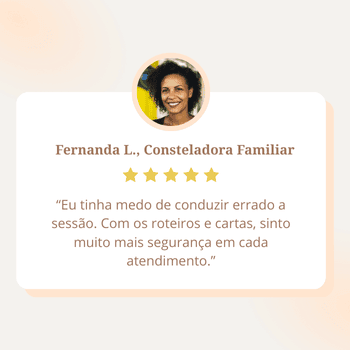 Fernanda L., Consteladora Familiar
“Eu tinha medo de conduzir errado a
sessão. Com os roteiros e cartas, sinto
muito mais segurança em cada
atendimento.”